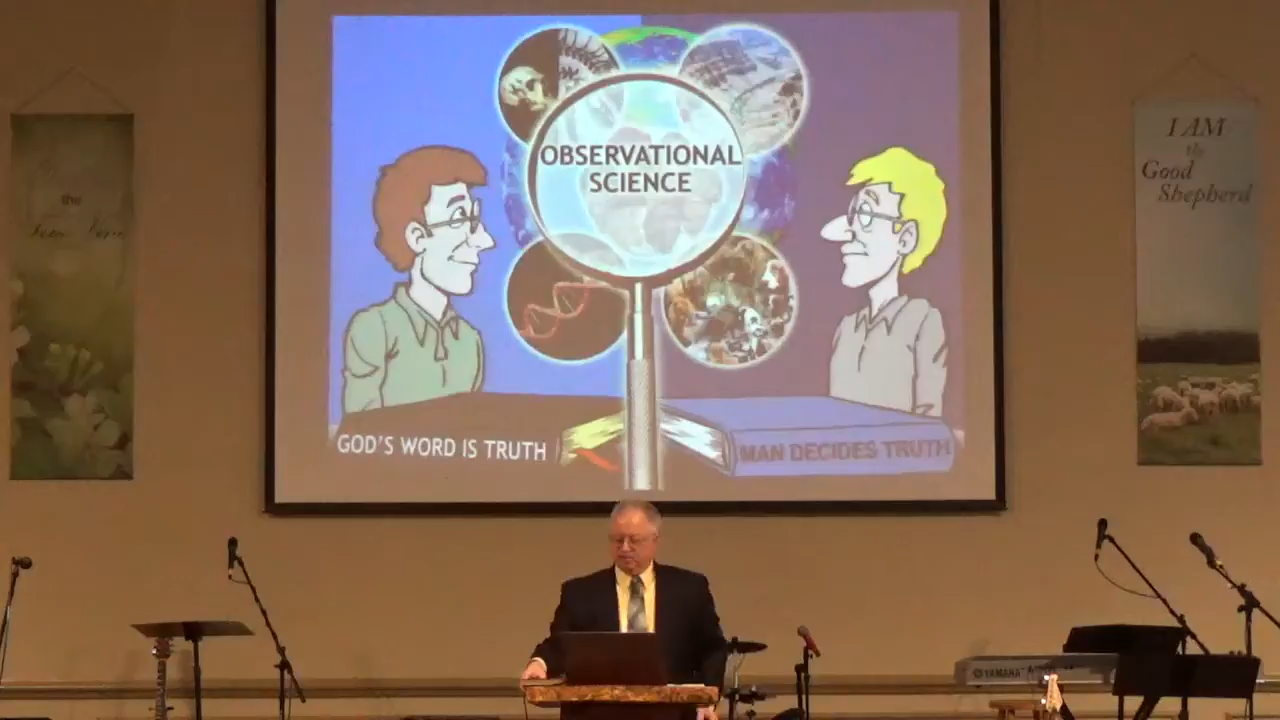 OBSERVATIONAL
SCIENCE
GOD'S WORD IS TRUTH
MAN DECIDES TRUTH
the
I AM
the
Good
Shepherd
YAMAHA